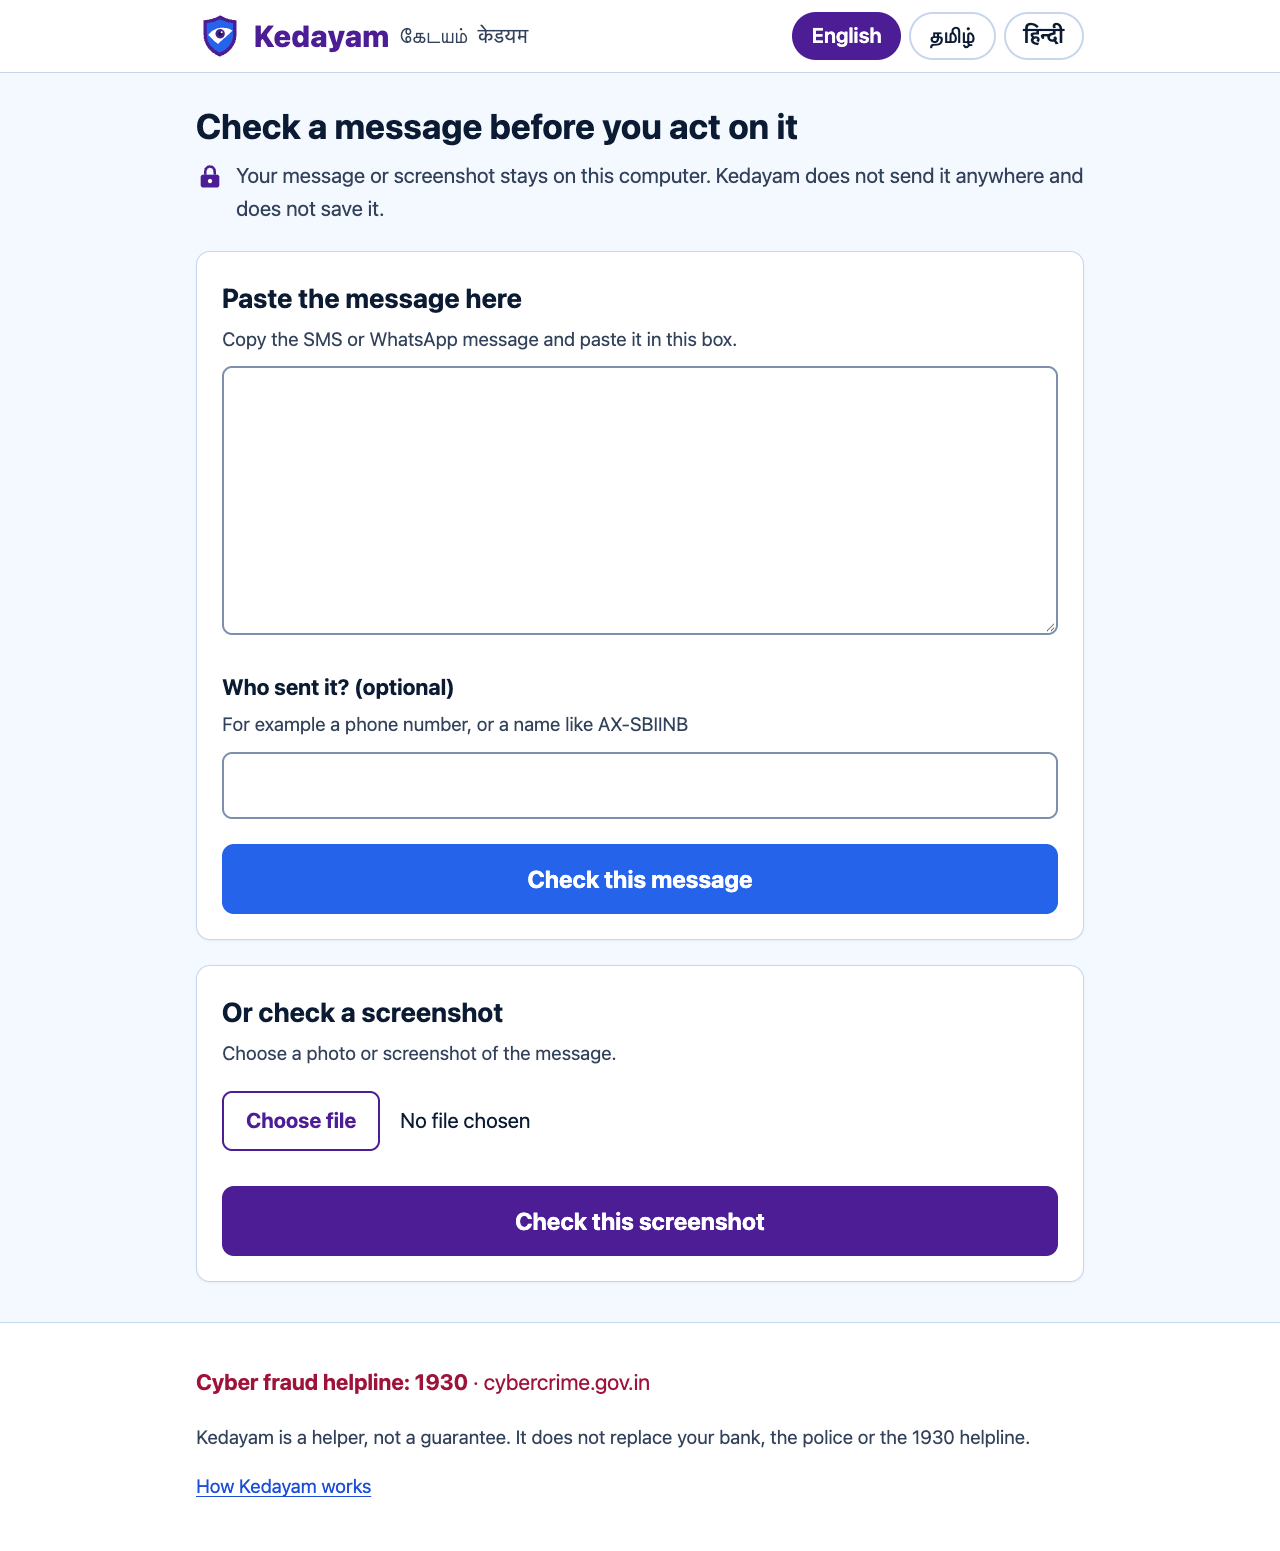 Kedayam கேடயம் केडयम
English தமிழ் हिन्दी
Check a message before you act on it
Your message or screenshot stays on this computer. Kedayam does not send it anywhere and
does not save it.
Paste the message here
Copy the SMS or WhatsApp message and paste it in this box.
Who sent it? (optional)
For example a phone number, or a name like AX-SBIINB
Check this message
Or check a screenshot
Choose a photo or screenshot of the message.
Choose file No file chosen
Check this screenshot
Cyber fraud helpline: 1930 · cybercrime.gov.in
Kedayam is a helper, not a guarantee. It does not replace your bank, the police or the 1930 helpline.
How Kedayam works